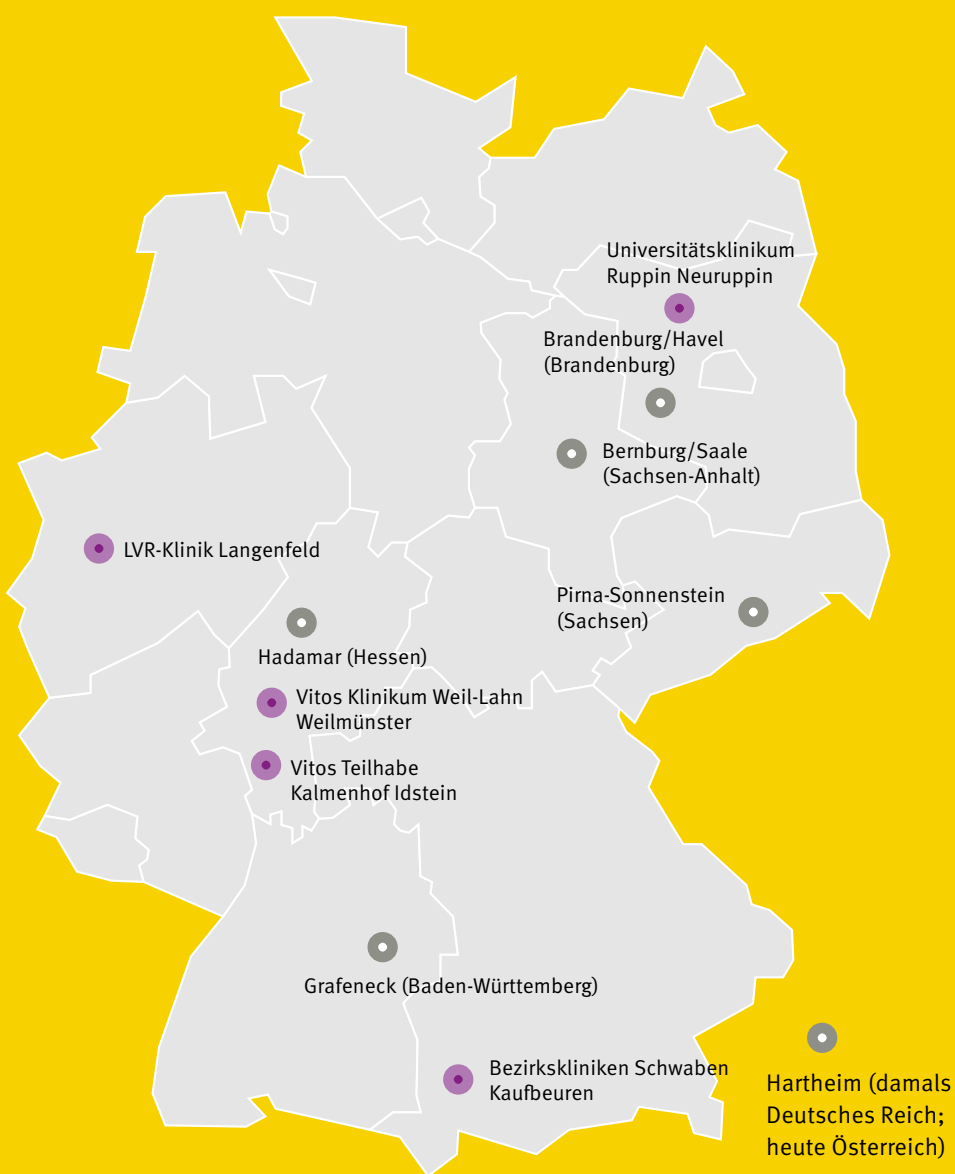 Universitätsklinikum
Ruppin Neuruppin
Brandenburg/Havel
(Brandenburg)
Bernburg/Saale
(Sachsen-Anhalt)
LVR-Klinik Langenfeld
Pirna-Sonnenstein
(Sachsen)
Hadamar (Hessen)
Vitos Klinikum Weil-Lahn
Weilmünster
Vitos Teilhabe
Kalmenhof Idstein
Grafeneck (Baden-Württemberg)
Bezirkskliniken Schwaben
Kaufbeuren
Hartheim (damals
Deutsches Reich;
heute Österreich)